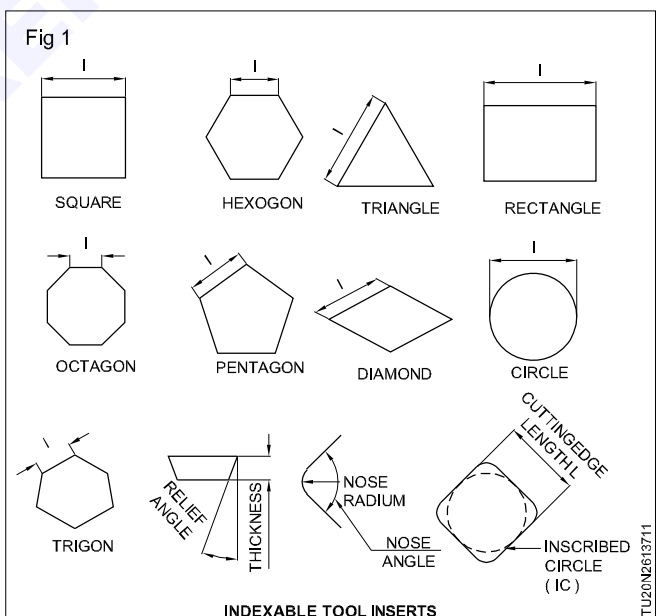 Fig 1
l
l
l
l
SQUARE
HEXOGON
TRIANGLE
RECTANGLE
l
l
l
l
OCTAGON
PENTAGON
DIAMOND
CIRCLE
l
TRIGON
RELIEF
ANGLE
THICKNESS
NOSE
RADIUM
NOSE
ANGLE
CUTTINGEDGE
LENGTH L
INSCRIBED
CIRCLE
( IC )
INDEXABLE TOOL INSERTS
TU20N2613711